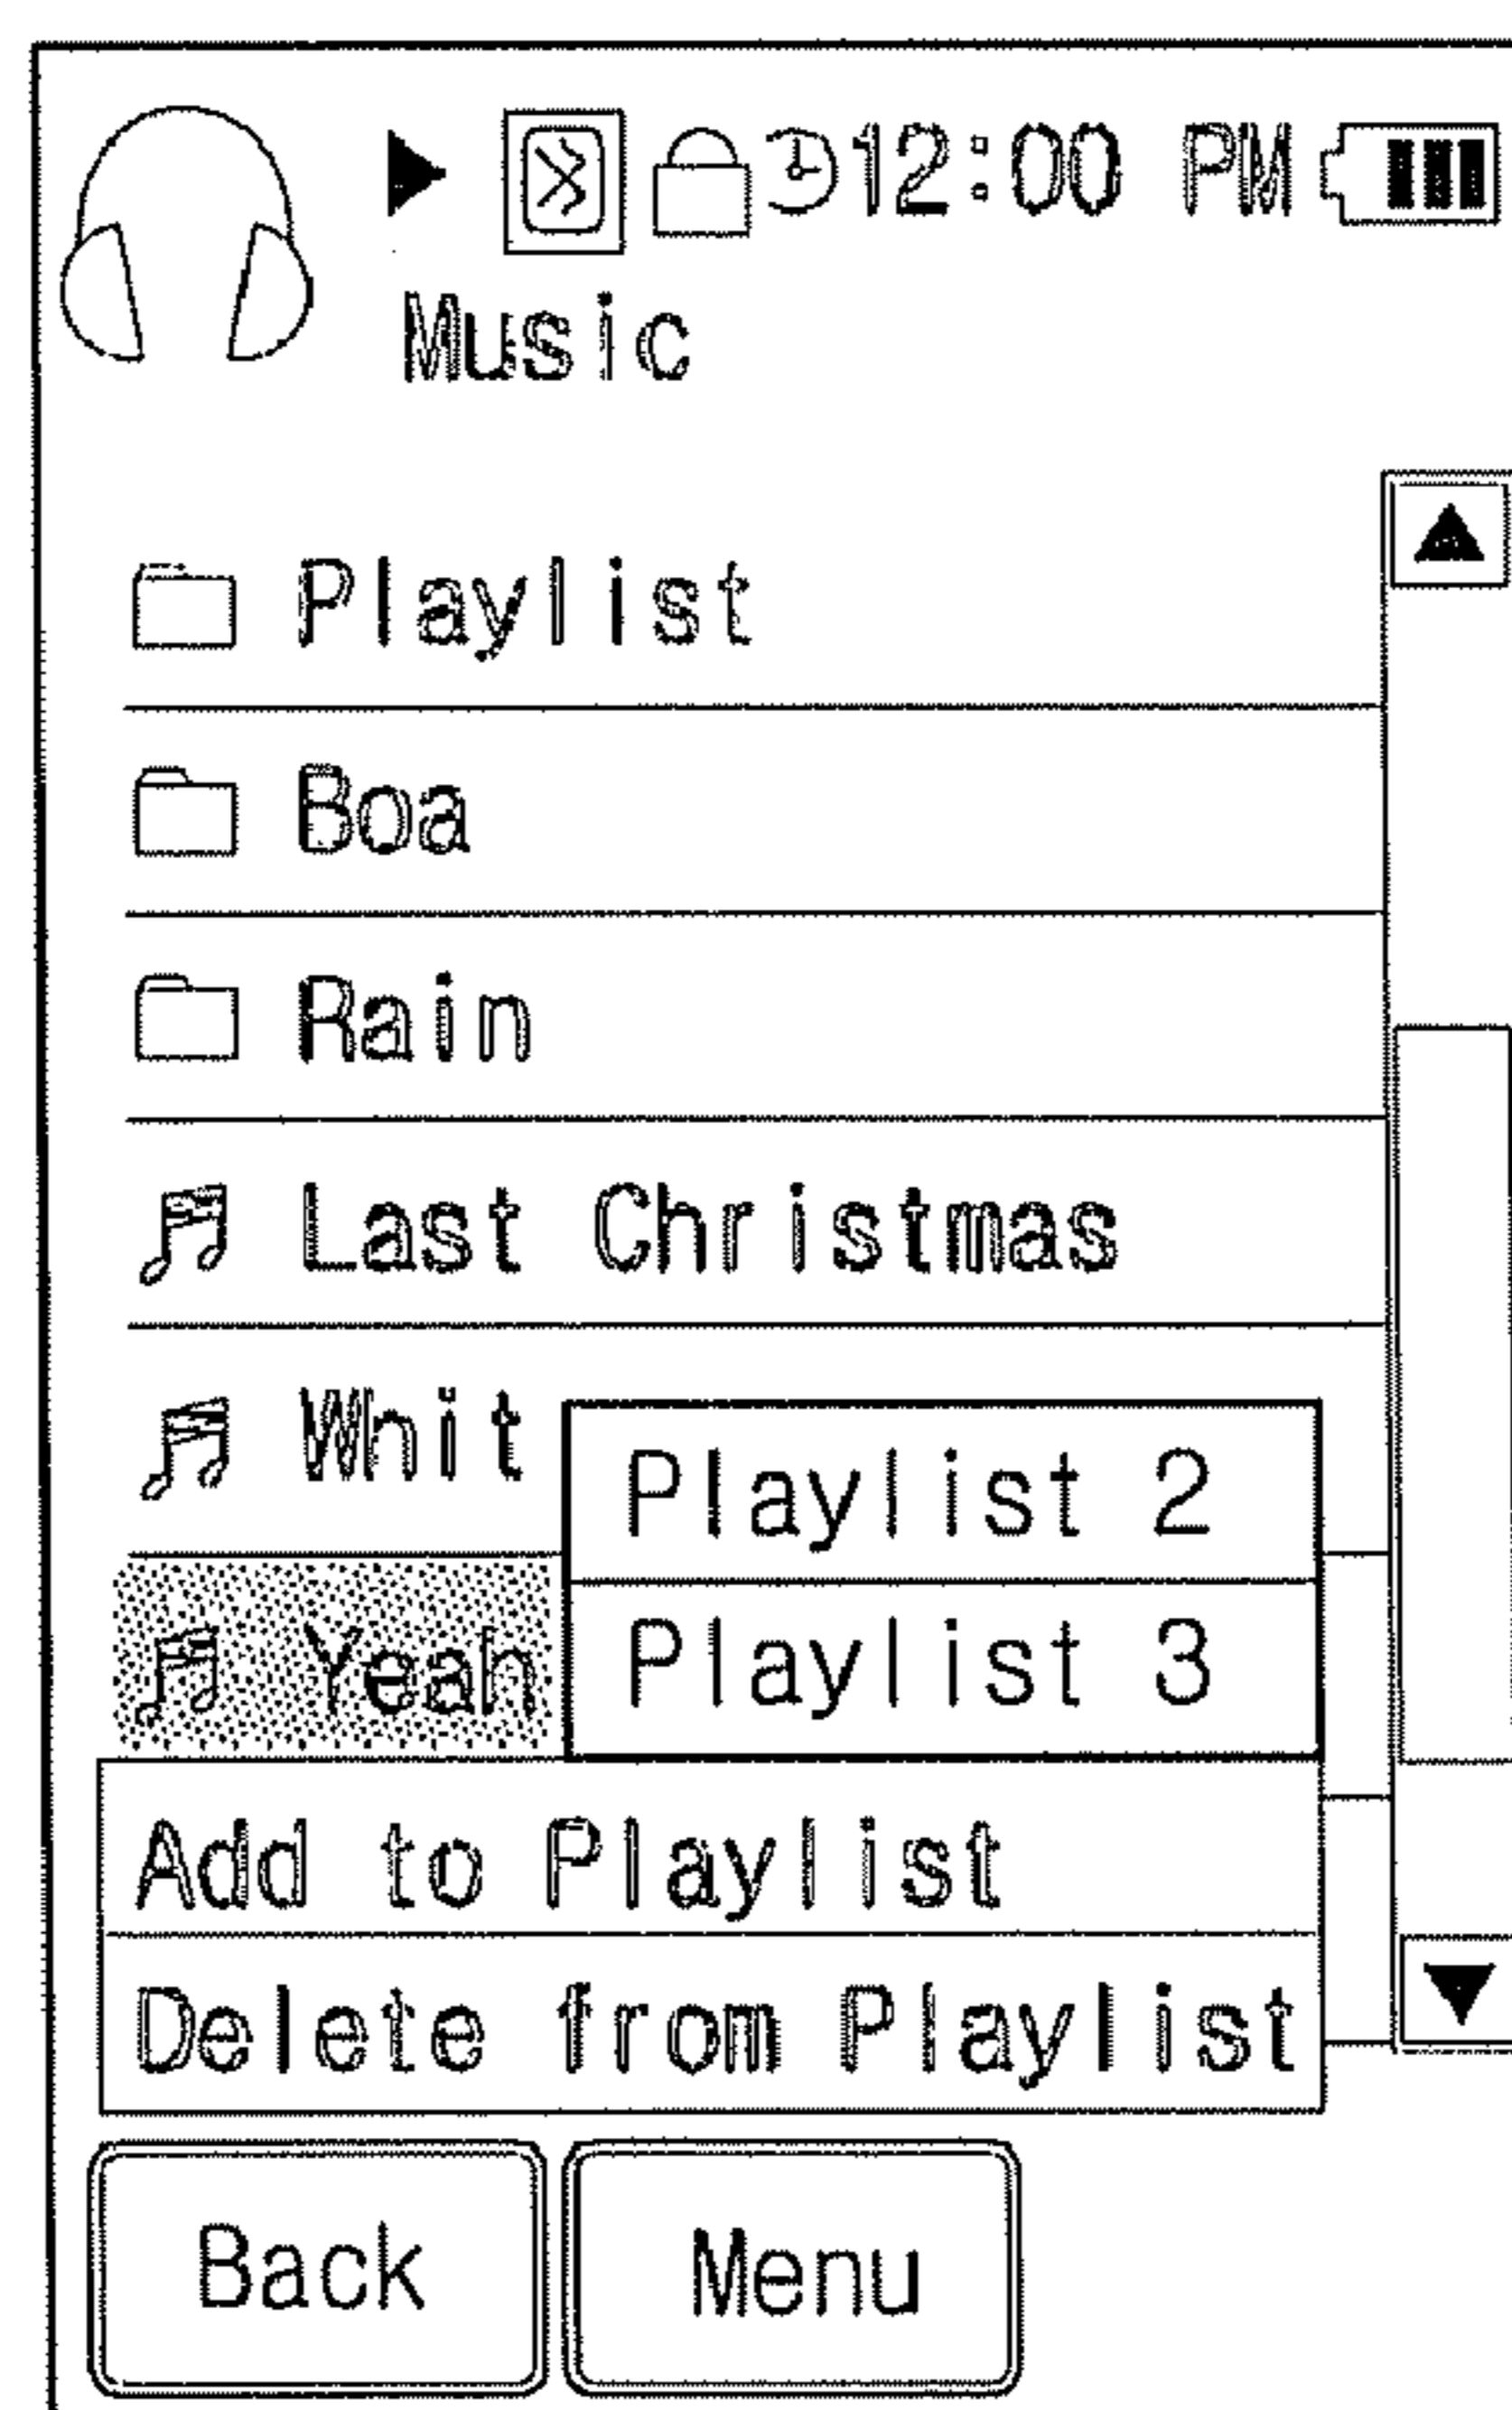 12:00 PM
Music
Playlist
Boa
Rain
Last Christmas
Whit
Playlist 2
Yeah
Playlist 3
Add to Playlist
Delete from Playlist
Back
Menu